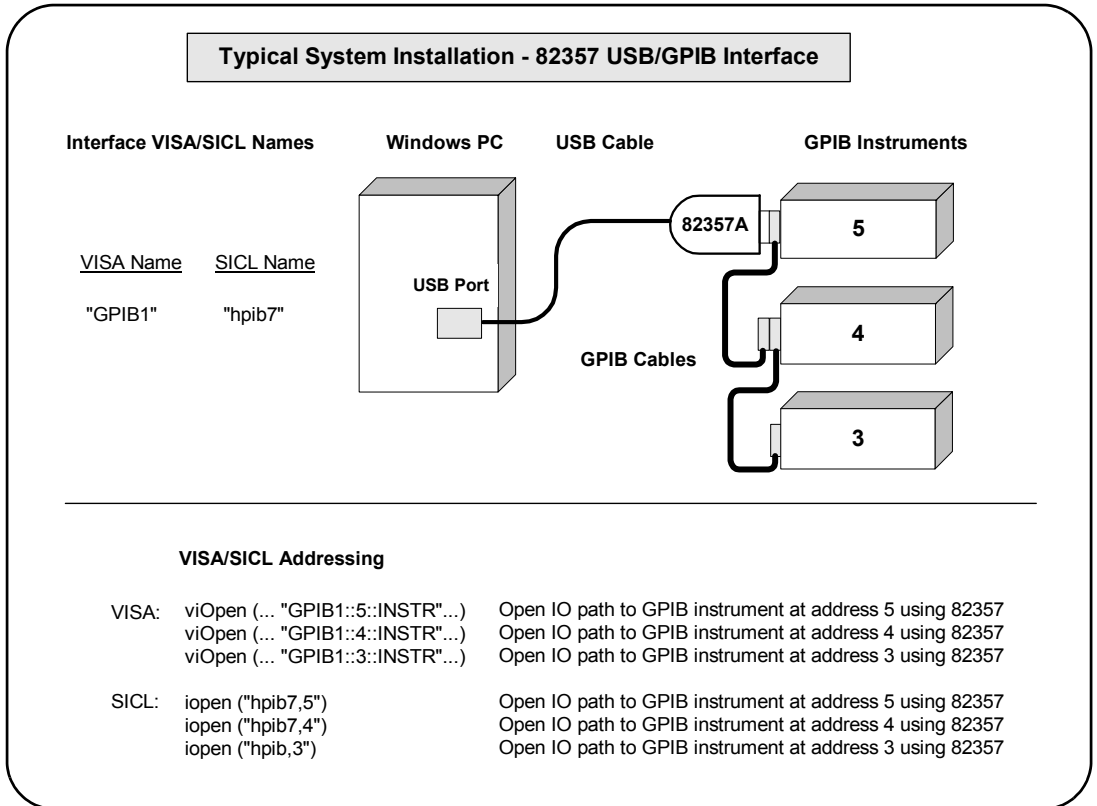 Typical System Installation - 82357 USB/GPIB Interface
Interface VISA/SICL Names
Windows PC
USB Cable
GPIB Instruments
82357A
5
VISA Name
SICL Name
USB Port
"GPIB1"
"hpib7"
4
GPIB Cables
3
VISA/SICL Addressing
VISA: viOpen (... "GPIB1::5::INSTR"...) Open IO path to GPIB instrument at address 5 using 82357
viOpen (... "GPIB1::4::INSTR"...) Open IO path to GPIB instrument at address 4 using 82357
viOpen (... "GPIB1::3::INSTR"...) Open IO path to GPIB instrument at address 3 using 82357
SICL: iopen ("hpib7,5") Open IO path to GPIB instrument at address 5 using 82357
iopen ("hpib7,4") Open IO path to GPIB instrument at address 4 using 82357
iopen ("hpib,3") Open IO path to GPIB instrument at address 3 using 82357